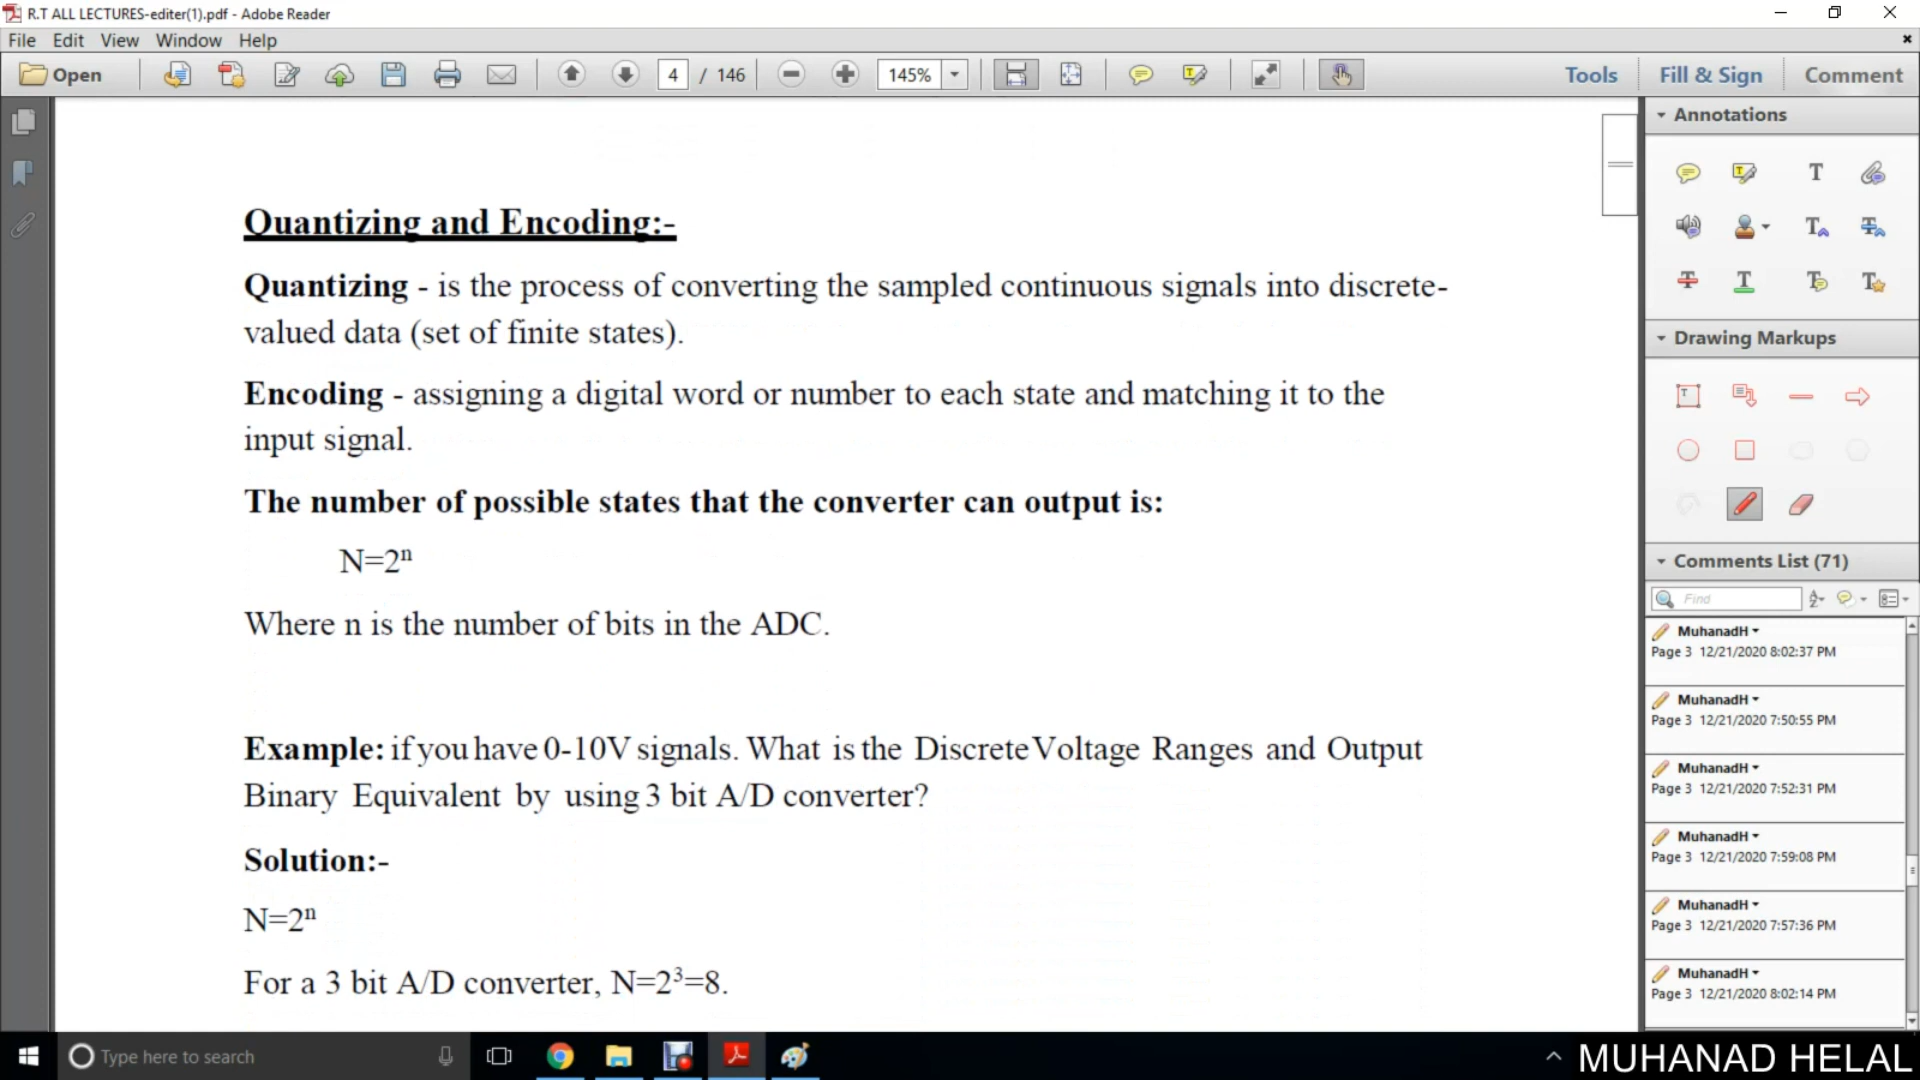 R.T ALL LECTURES-editer(1).pdf - Adobe Reader
File Edit View Window Help
Open 4 / 146 145% Tools Fill & Sign Comment
Annotations
Quantizing and Encoding:-
Quantizing - is the process of converting the sampled continuous signals into discrete-
valued data (set of finite states).
Encoding - assigning a digital word or number to each state and matching it to the
input signal.
The number of possible states that the converter can output is:
N=2ⁿ
Where n is the number of bits in the ADC.
Example: if you have 0-10V signals. What is the Discrete Voltage Ranges and Output
Binary Equivalent by using 3 bit A/D converter?
Solution:-
N=2ⁿ
For a 3 bit A/D converter, N=2³=8.
Drawing Markups
Comments List (71)
Find
MuhanadH
Page 3 12/21/2020 8:02:37 PM
MuhanadH
Page 3 12/21/2020 7:50:55 PM
MuhanadH
Page 3 12/21/2020 7:52:31 PM
MuhanadH
Page 3 12/21/2020 7:59:08 PM
MuhanadH
Page 3 12/21/2020 7:57:36 PM
MuhanadH
Page 3 12/21/2020 8:02:14 PM
Type here to search
MUHANAD HELAL